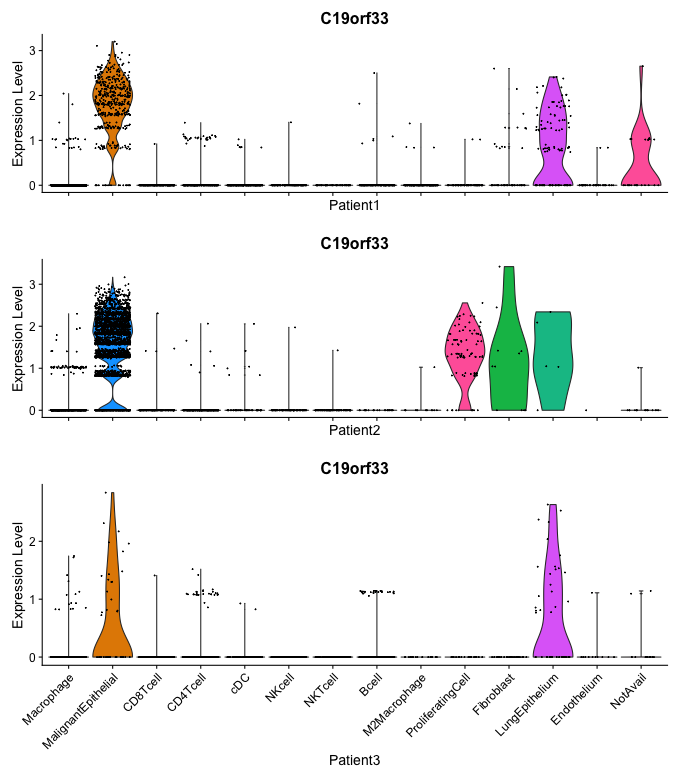 C19orf33
Expression Level
3
2
1
0
Patient1
C19orf33
Expression Level
3
2
1
0
Patient2
C19orf33
Expression Level
2
1
0
Macrophage
MalignantEpithelial
CD8Tcell
CD4Tcell
cDC
NKcell
NKTcell
Bcell
M2Macrophage
ProliferatingCell
Fibroblast
LungEpithelium
Endothelium
NotAvail
Patient3